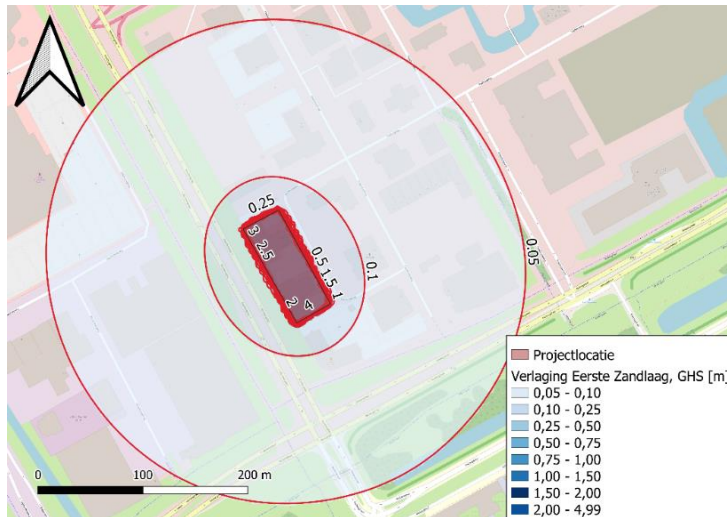 0.25
3
2.5
0.5
1.5
1
0.1
0.05
2
4
0
100
200 m
Projectlocatie
Verlaging Eerste Zandlaag, GHS [m]
0,05 - 0,10
0,10 - 0,25
0,25 - 0,50
0,50 - 0,75
0,75 - 1,00
1,00 - 1,50
1,50 - 2,00
2,00 - 4,99